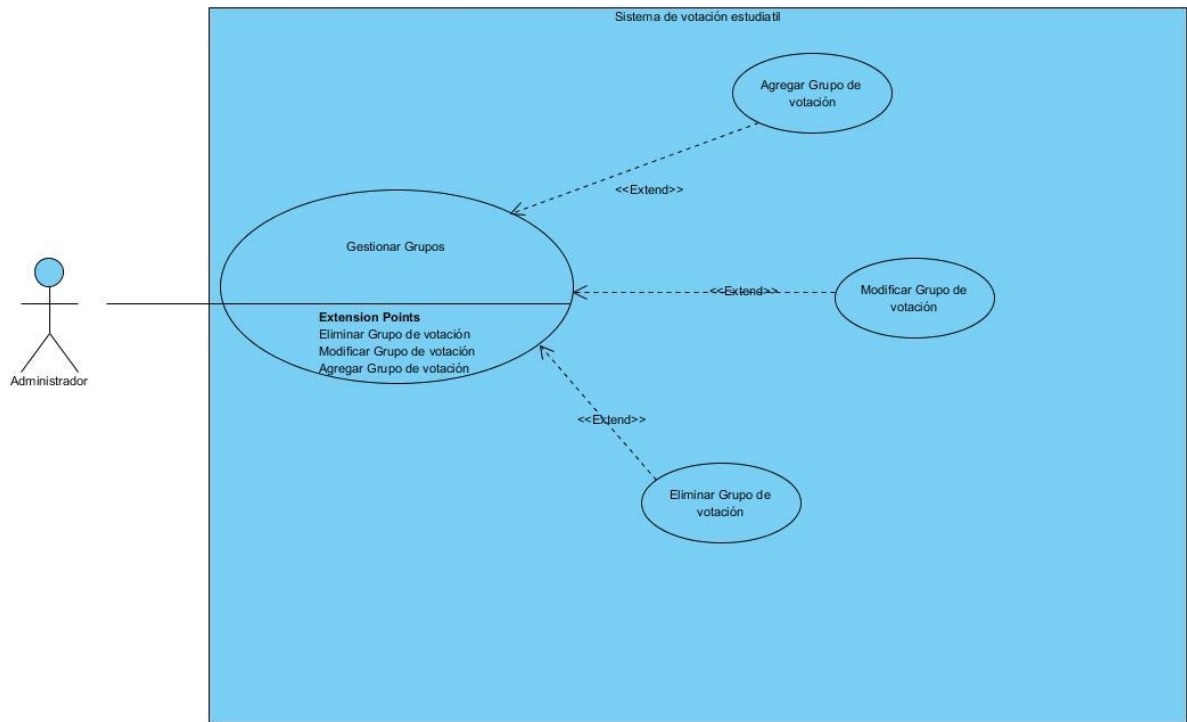 Sistema de votación estudiatil
Agregar Grupo de
votación
<<Extend>>
Gestionar Grupos
<<Extend>>
Modificar Grupo de
votación
Extension Points
Eliminar Grupo de votación
Modificar Grupo de votación
Agregar Grupo de votación
Administrador
<<Extend>>
Eliminar Grupo de
votación